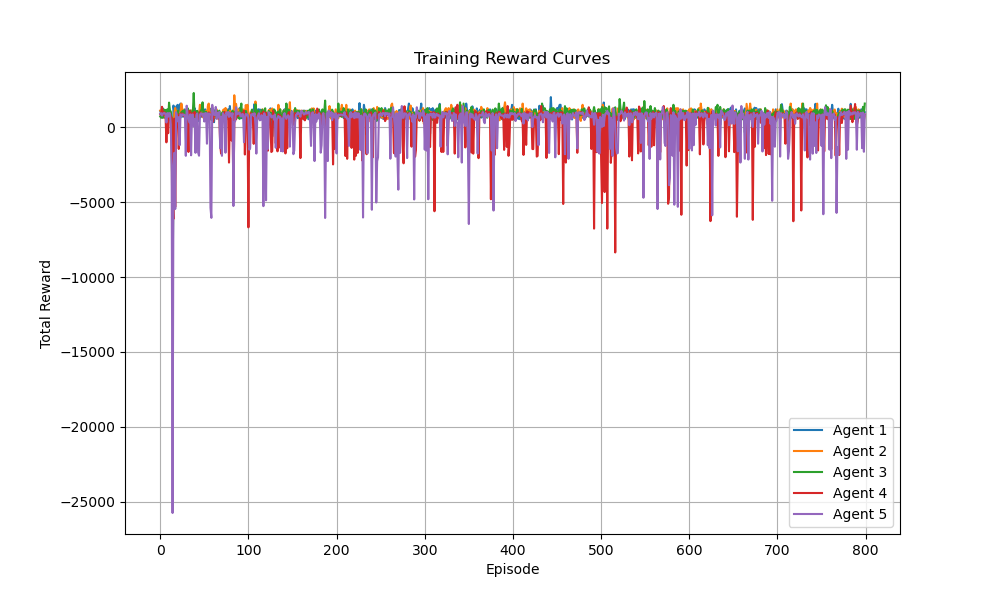 Training Reward Curves
Total Reward
0
−5000
−10000
−15000
−20000
−25000
0 100 200 300 400 500 600 700 800
Episode
Agent 1
Agent 2
Agent 3
Agent 4
Agent 5